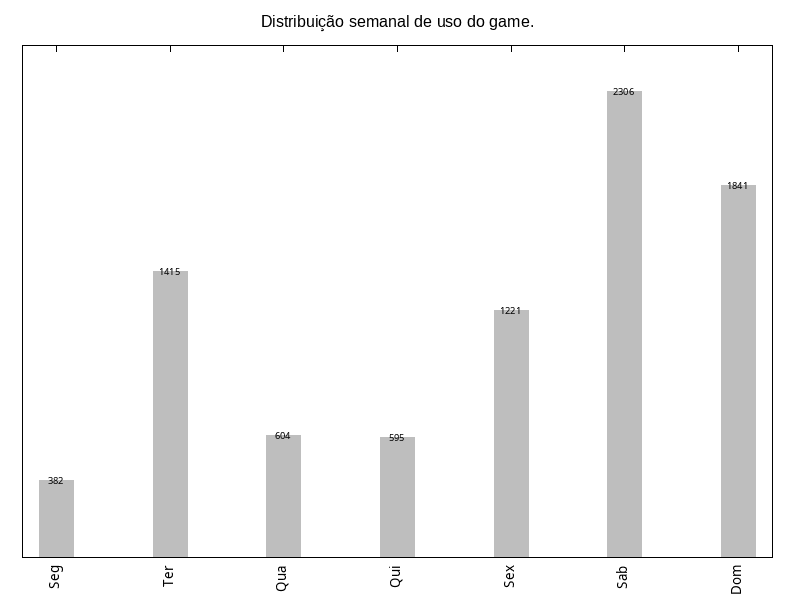 Distribuição semanal de uso do game.
2306
1841
1415
1221
604
595
382
Seg
Ter
Qua
Qui
Sex
Sab
Dom